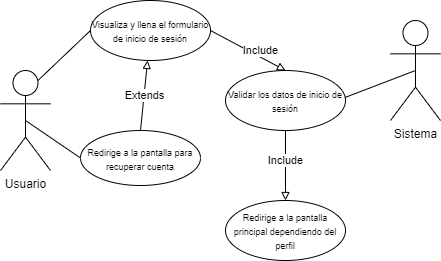 Visualiza y llena el formulario
de inicio de sesión
Include
Extends
Validar los datos de inicio de
sesión
Sistema
Redirige a la pantalla para
recuperar cuenta
Include
Usuario
Redirige a la pantalla
principal dependiendo del
perfil